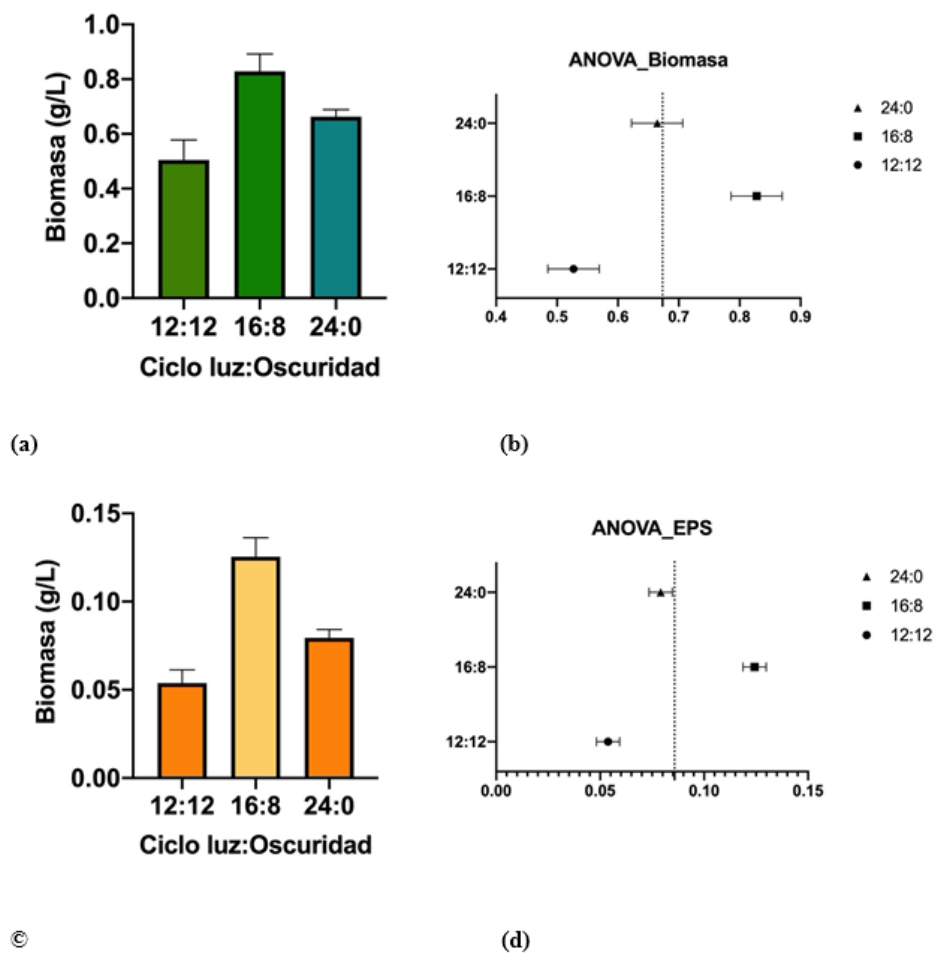 1.0
0.8
0.6
0.4
0.2
0.0
Biomasa (g/L)
12:12 16:8 24:0
Ciclo luz:Oscuridad
(a)
ANOVA_Biomasa
24:0
16:8
12:12
0.4 0.5 0.6 0.7 0.8 0.9
24:0
16:8
12:12
(b)
0.15
0.10
0.05
0.00
Biomasa (g/L)
12:12 16:8 24:0
Ciclo luz:Oscuridad
©
ANOVA_EPS
24:0
16:8
12:12
0.00 0.05 0.10 0.15
24:0
16:8
12:12
(d)